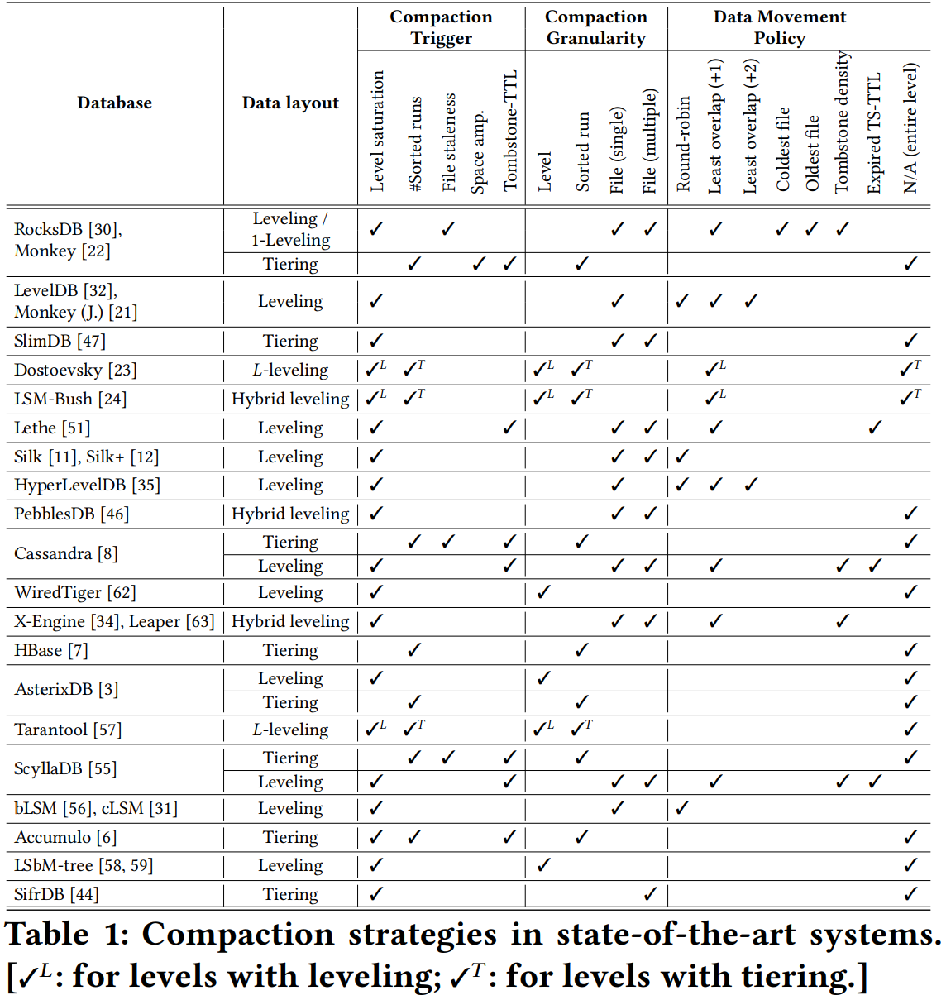 Database Data layout Compaction Trigger Compaction Granularity Data Movement Policy
Level saturation #Sorted runs File staleness Space amp. Tombstone-TTL Level Sorted run File (single) File (multiple) Round-robin Least overlap (+1) Least overlap (+2) Coldest file Oldest file Tombstone density Expired TS-TTL N/A (entire level)
RocksDB [30], Monkey [22] Leveling / 1-Leveling ✓ ✓ ✓ ✓ ✓ ✓ ✓ ✓
Tiering ✓ ✓ ✓ ✓ ✓
LevelDB [32], Monkey (J.) [21] Leveling ✓ ✓ ✓ ✓ ✓
SlimDB [47] Tiering ✓ ✓ ✓ ✓
Dostoevsky [23] L-leveling ✓L ✓T ✓L ✓T ✓L ✓T
LSM-Bush [24] Hybrid leveling ✓L ✓T ✓L ✓T ✓L ✓T
Lethe [51] Leveling ✓ ✓ ✓ ✓ ✓ ✓
Silk [11], Silk+ [12] Leveling ✓ ✓ ✓ ✓
HyperLevelDB [35] Leveling ✓ ✓ ✓ ✓ ✓
PebblesDB [46] Hybrid leveling ✓ ✓ ✓ ✓
Cassandra [8] Tiering ✓ ✓ ✓ ✓ ✓
Leveling ✓ ✓ ✓ ✓ ✓ ✓ ✓
WiredTiger [62] Leveling ✓ ✓ ✓
X-Engine [34], Leaper [63] Hybrid leveling ✓ ✓ ✓ ✓ ✓
HBase [7] Tiering ✓ ✓ ✓
AsterixDB [3] Leveling ✓ ✓ ✓
Tiering ✓ ✓ ✓
Tarantool [57] L-leveling ✓L ✓T ✓L ✓T ✓
ScyllaDB [55] Tiering ✓ ✓ ✓ ✓ ✓
Leveling ✓ ✓ ✓ ✓ ✓ ✓ ✓
bLSM [56], cLSM [31] Leveling ✓ ✓ ✓
Accumulo [6] Tiering ✓ ✓ ✓ ✓ ✓
LSbM-tree [58, 59] Leveling ✓ ✓ ✓
SifrDB [44] Tiering ✓ ✓ ✓
Table 1: Compaction strategies in state-of-the-art systems.
[✓L: for levels with leveling; ✓T: for levels with tiering.]